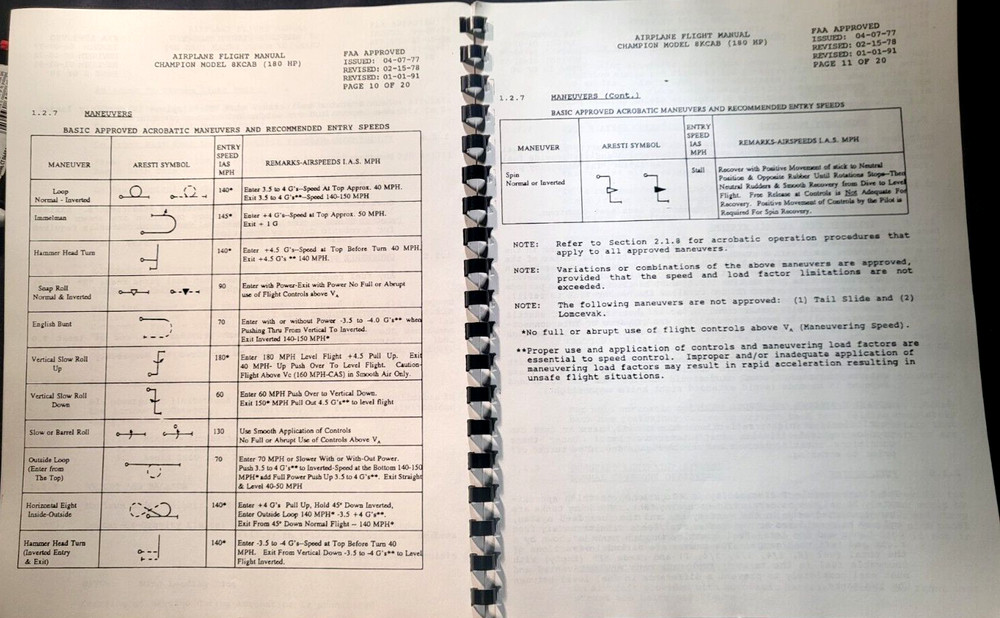 AIRPLANE FLIGHT MANUAL
CHAMPION MODEL 8KCAB (180 HP)
FAA APPROVED
ISSUED: 04-07-77
REVISED: 02-15-78
REVISED: 01-01-91
PAGE 10 OF 20
1.2.7 MANEUVERS
BASIC APPROVED ACROBATIC MANEUVERS AND RECOMMENDED ENTRY SPEEDS
MANEUVER
ARESTI SYMBOL
ENTRY
SPEED
IAS
MPH
REMARKS-AIRSPEEDS I.A.S. MPH
Loop
Normal - Inverted
140*
Enter 3.5 to 4 G's--Speed At Top Approx. 40 MPH.
Exit 3.5 to 4 G's**--Speed 140-150 MPH
Immelman
145*
Enter +4 G's--Speed at Top Approx. 50 MPH.
Exit + 1 G
Hammer Head Turn
140*
Enter +4.5 G's--Speed at Top Before Turn 40 MPH.
Exit +4.5 G's ** 140 MPH.
Snap Roll
Normal & Inverted
90
Enter with Power-Exit with Power No Full or Abrupt
use of Flight Controls above VA
English Bunt
70
Enter with or without Power -3.5 to -4.0 G's** when
Pushing Thru From Vertical To Inverted.
Exit Inverted 140-150 MPH*
Vertical Slow Roll
Up
180*
Enter 180 MPH Level Flight +4.5 Pull Up. Exit
40 MPH- Up Push Over To Level Flight. Caution-
Flight Above Vc (160 MPH-CAS) in Smooth Air Only.
Vertical Slow Roll
Down
60
Enter 60 MPH Push Over to Vertical Down.
Exit 150* MPH Pull Out 4.5 G's** to level flight
Slow or Barrel Roll
130
Use Smooth Application of Controls
No Full or Abrupt Use of Controls Above VA
Outside Loop
(Enter from
The Top)
70
Enter 70 MPH or Slower With or With-Out Power.
Push 3.5 to 4 G's** to Inverted-Speed at the Bottom 140-150
MPH* add Full Power Push Up 3.5 to 4 G's**. Exit Straight
& Level 40-50 MPH
Horizontal Eight
Inside-Outside
140*
Enter +4 G's Pull Up, Hold 45° Down Inverted,
Enter Outside Loop 140 MPH* -3.5 +4 G's**.
Exit From 45° Down Normal Flight -- 140 MPH*
Hammer Head Turn
(Inverted Entry
& Exit)
140*
Enter -3.5 to -4 G's--Speed at Top Before Turn 40
MPH. Exit From Vertical Down -3.5 to -4 G's** to Level
Flight Inverted.
AIRPLANE FLIGHT MANUAL
CHAMPION MODEL 8KCAB (180 HP)
FAA APPROVED
ISSUED: 04-07-77
REVISED: 02-15-78
REVISED: 01-01-91
PAGE 11 OF 20
1.2.7 MANEUVERS (Cont.)
BASIC APPROVED ACROBATIC MANEUVERS AND RECOMMENDED ENTRY SPEEDS
MANEUVER
ARESTI SYMBOL
ENTRY
SPEED
IAS
MPH
REMARKS-AIRSPEEDS I.A.S. MPH
Spin
Normal or Inverted
Stall
Recover with Positive Movement of stick to Neutral
Position & Opposite Rubber Until Rotations Stops--Then
Neutral Rudders & Smooth Recovery from Dive to Level
Flight. Free Release of Controls is Not Adequate For
Recovery. Positive Movement of Controls by the Pilot is
Required For Spin Recovery.
NOTE: Refer to Section 2.1.8 for acrobatic operation procedures that
apply to all approved maneuvers.
NOTE: Variations or combinations of the above maneuvers are approved,
provided that the speed and load factor limitations are not
exceeded.
NOTE: The following maneuvers are not approved: (1) Tail Slide and (2)
Lomcevak.
*No full or abrupt use of flight controls above VA (Maneuvering Speed).
**Proper use and application of controls and maneuvering load factors are
essential to speed control. Improper and/or inadequate application of
maneuvering load factors may result in rapid acceleration resulting in
unsafe flight situations.